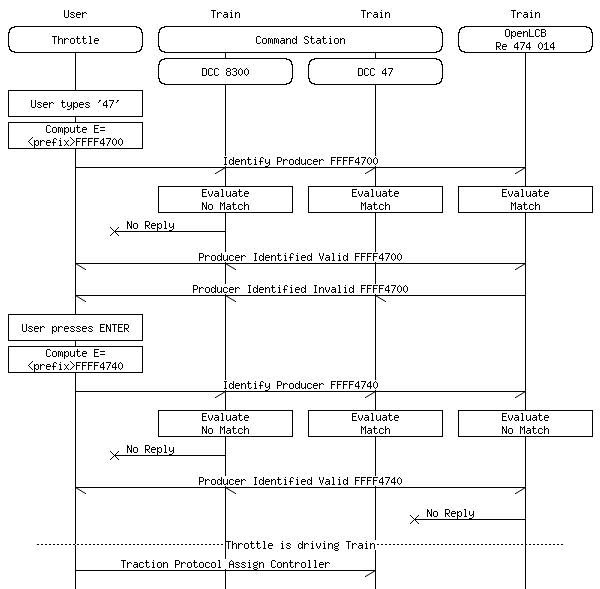 User Train Train Train
Throttle Command Station OpenLCB
Re 474 014
DCC 8300 DCC 47
User types '47'
Compute E=
<prefix>FFFF4700
Identify Producer FFFF4700
Evaluate Evaluate Evaluate
No Match Match Match
No Reply
Producer Identified Valid FFFF4700
Producer Identified Invalid FFFF4700
User presses ENTER
Compute E=
<prefix>FFFF4740
Identify Producer FFFF4740
Evaluate Evaluate Evaluate
No Match Match No Match
No Reply
Producer Identified Valid FFFF4740
No Reply
Throttle is driving Train
Traction Protocol Assign Controller